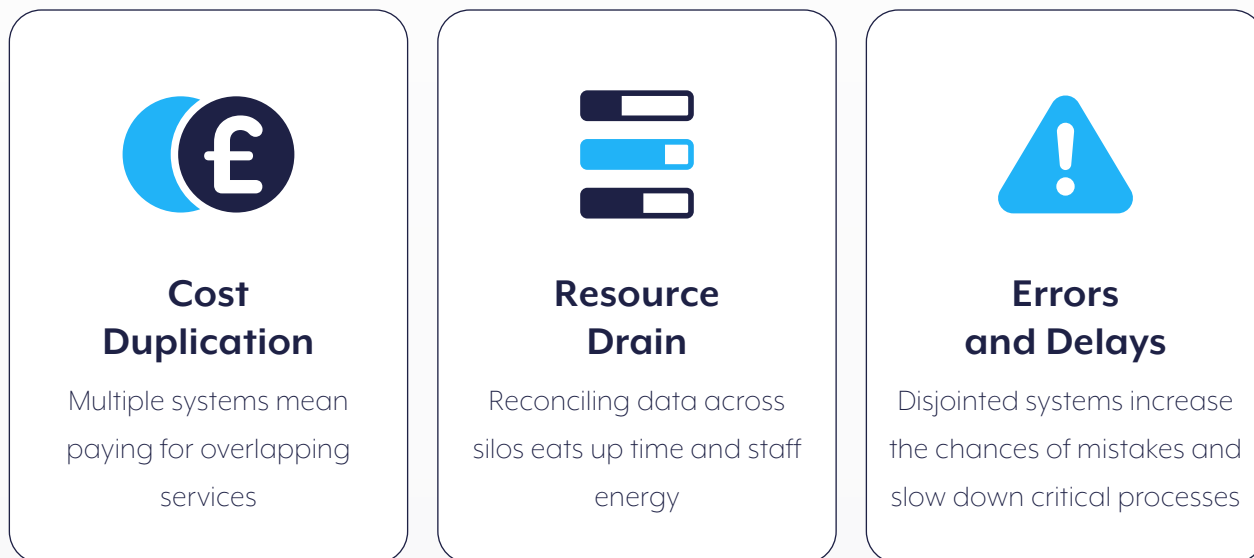 £
Cost
Duplication
Multiple systems mean
paying for overlapping
services
Resource
Drain
Reconciling data across
silos eats up time and staff
energy
!
Errors
and Delays
Disjointed systems increase
the chances of mistakes and
slow down critical processes